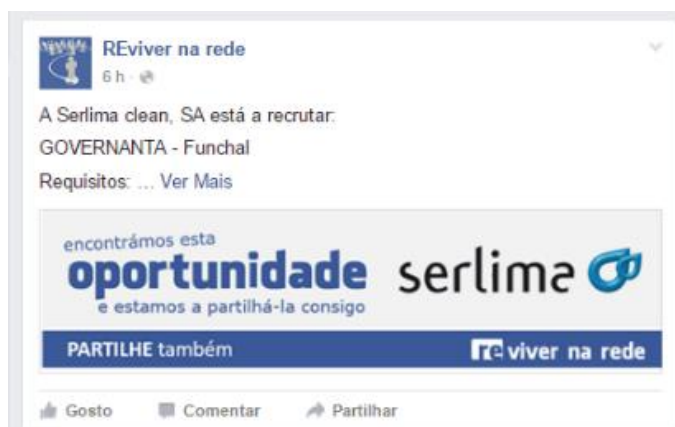 REviver na rede
6 h
A Serlima clean, SA está a recrutar:
GOVERNANTA - Funchal
Requisitos: ... Ver Mais
encontrámos esta
oportunidade
e estamos a partilhá-la consigo
serlima
PARTILHE também
re viver na rede
Gosto Comentar Partilhar